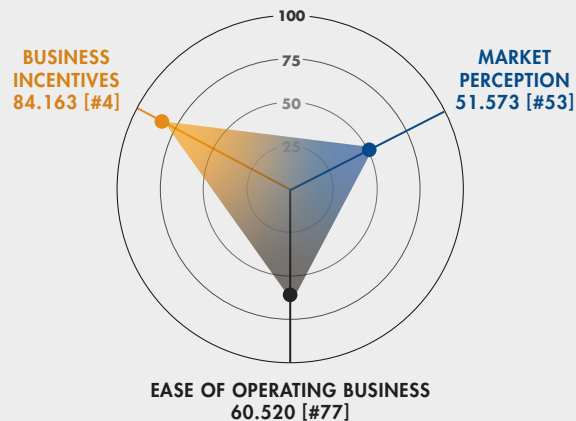 100
BUSINESS
INCENTIVES
84.163 [#4]
75
MARKET
PERCEPTION
51.573 [#53]
50
25
EASE OF OPERATING BUSINESS
60.520 [#77]